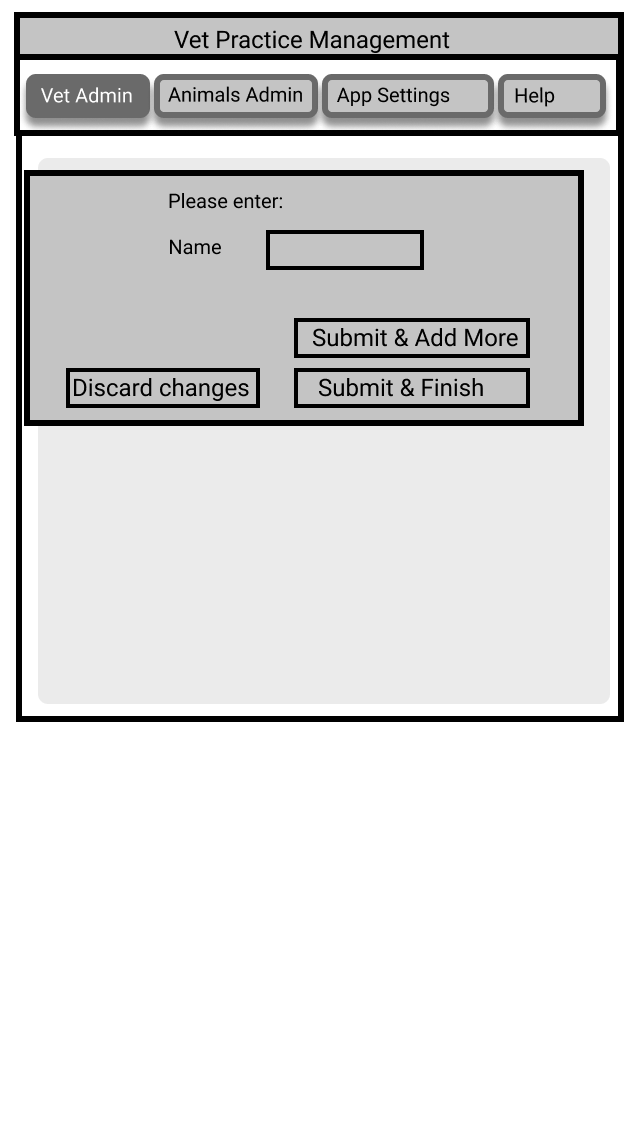 Vet Practice Management
Vet Admin Animals Admin App Settings Help
Please enter:
Name
Submit & Add More
Discard changes Submit & Finish